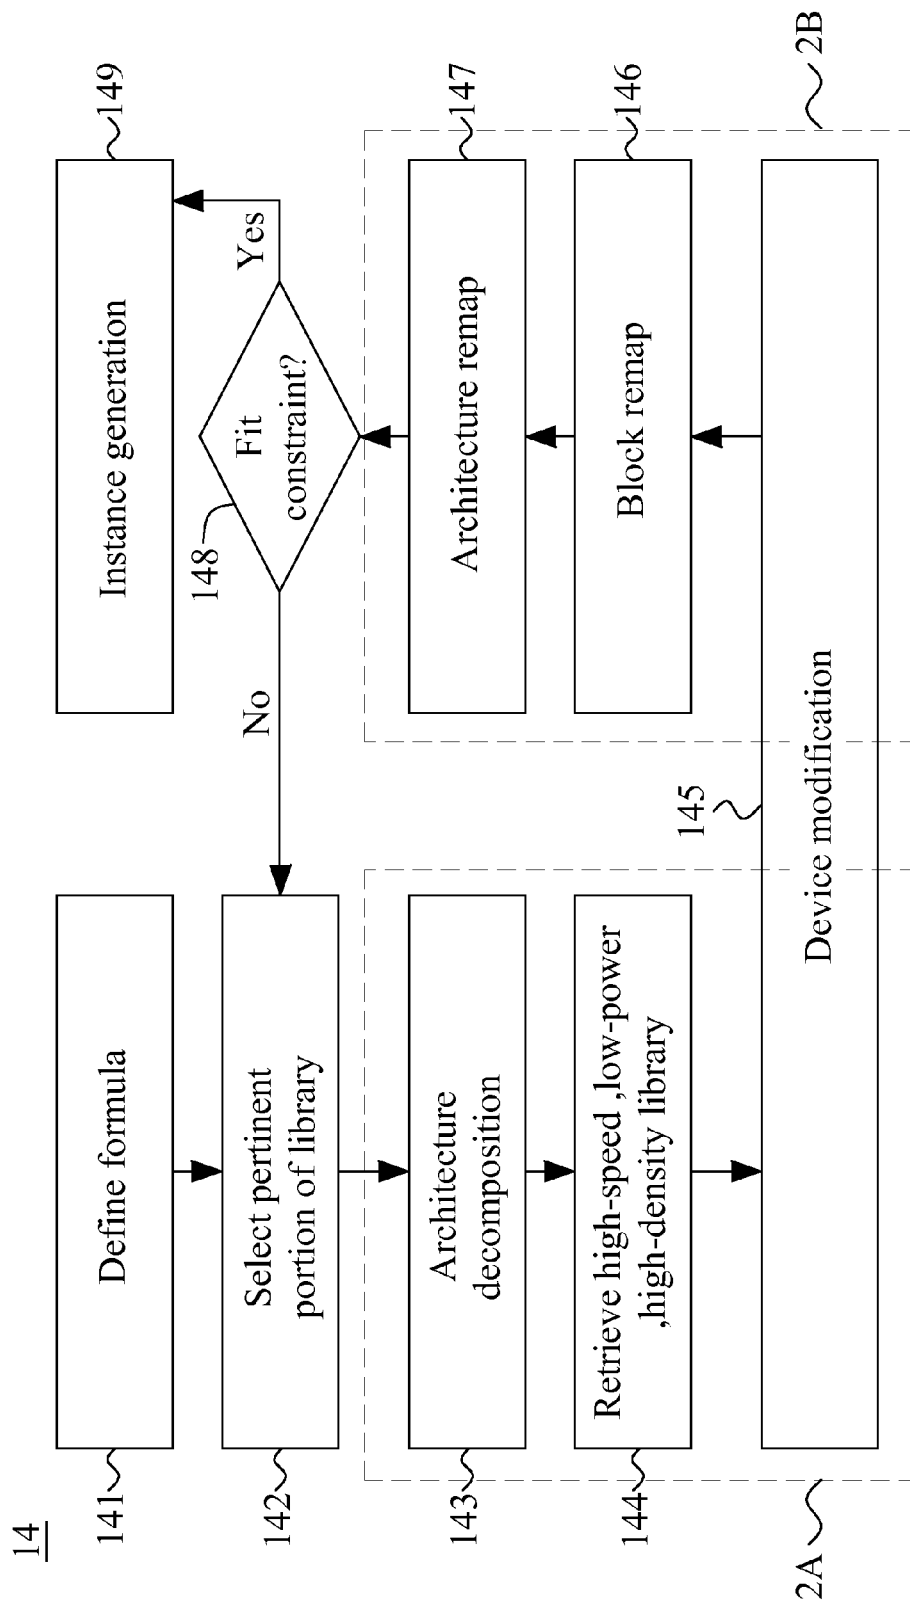 14
141
Define formula
142
Select pertinent
portion of library
143
Architecture
decomposition
144
Retrieve high-speed ,low-power
,high-density library
145
Device modification
146
Block remap
147
Architecture remap
148
Fit
constraint?
Yes
No
149
Instance generation
2A
2B